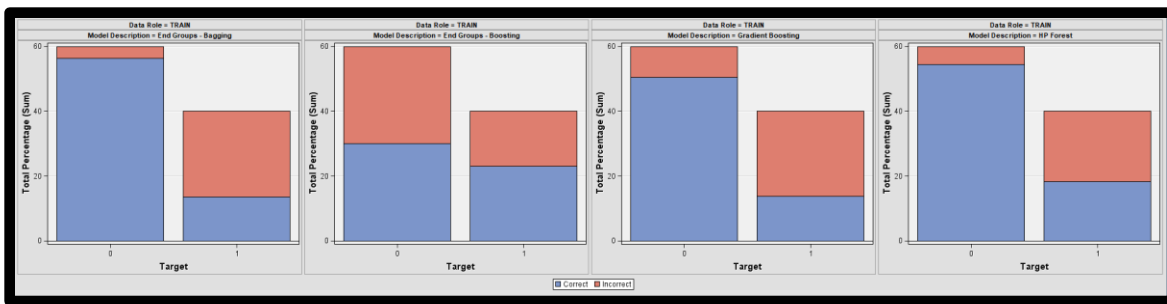 Data Role = TRAIN
Model Description = End Groups - Bagging
60
40
20
0
Total Percentage (Sum)
0 1
Target
Data Role = TRAIN
Model Description = End Groups - Boosting
60
40
20
0
Total Percentage (Sum)
0 1
Target
Data Role = TRAIN
Model Description = Gradient Boosting
60
40
20
0
Total Percentage (Sum)
0 1
Target
Data Role = TRAIN
Model Description = HP Forest
60
40
20
0
Total Percentage (Sum)
0 1
Target
Correct Incorrect